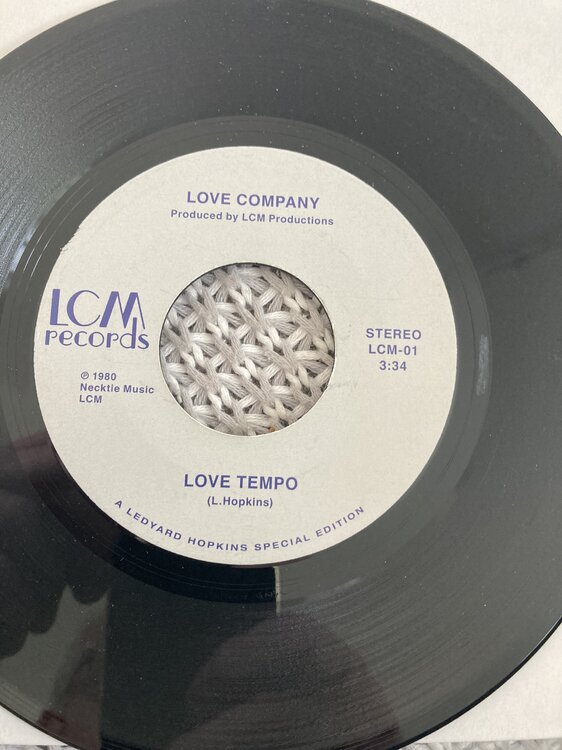 LOVE COMPANY
Produced by LCM Productions
LCM
records
℗ 1980
Necktie Music
LCM
STEREO
LCM-01
3:34
LOVE TEMPO
(L.Hopkins)
A LEDYARD HOPKINS SPECIAL EDITION